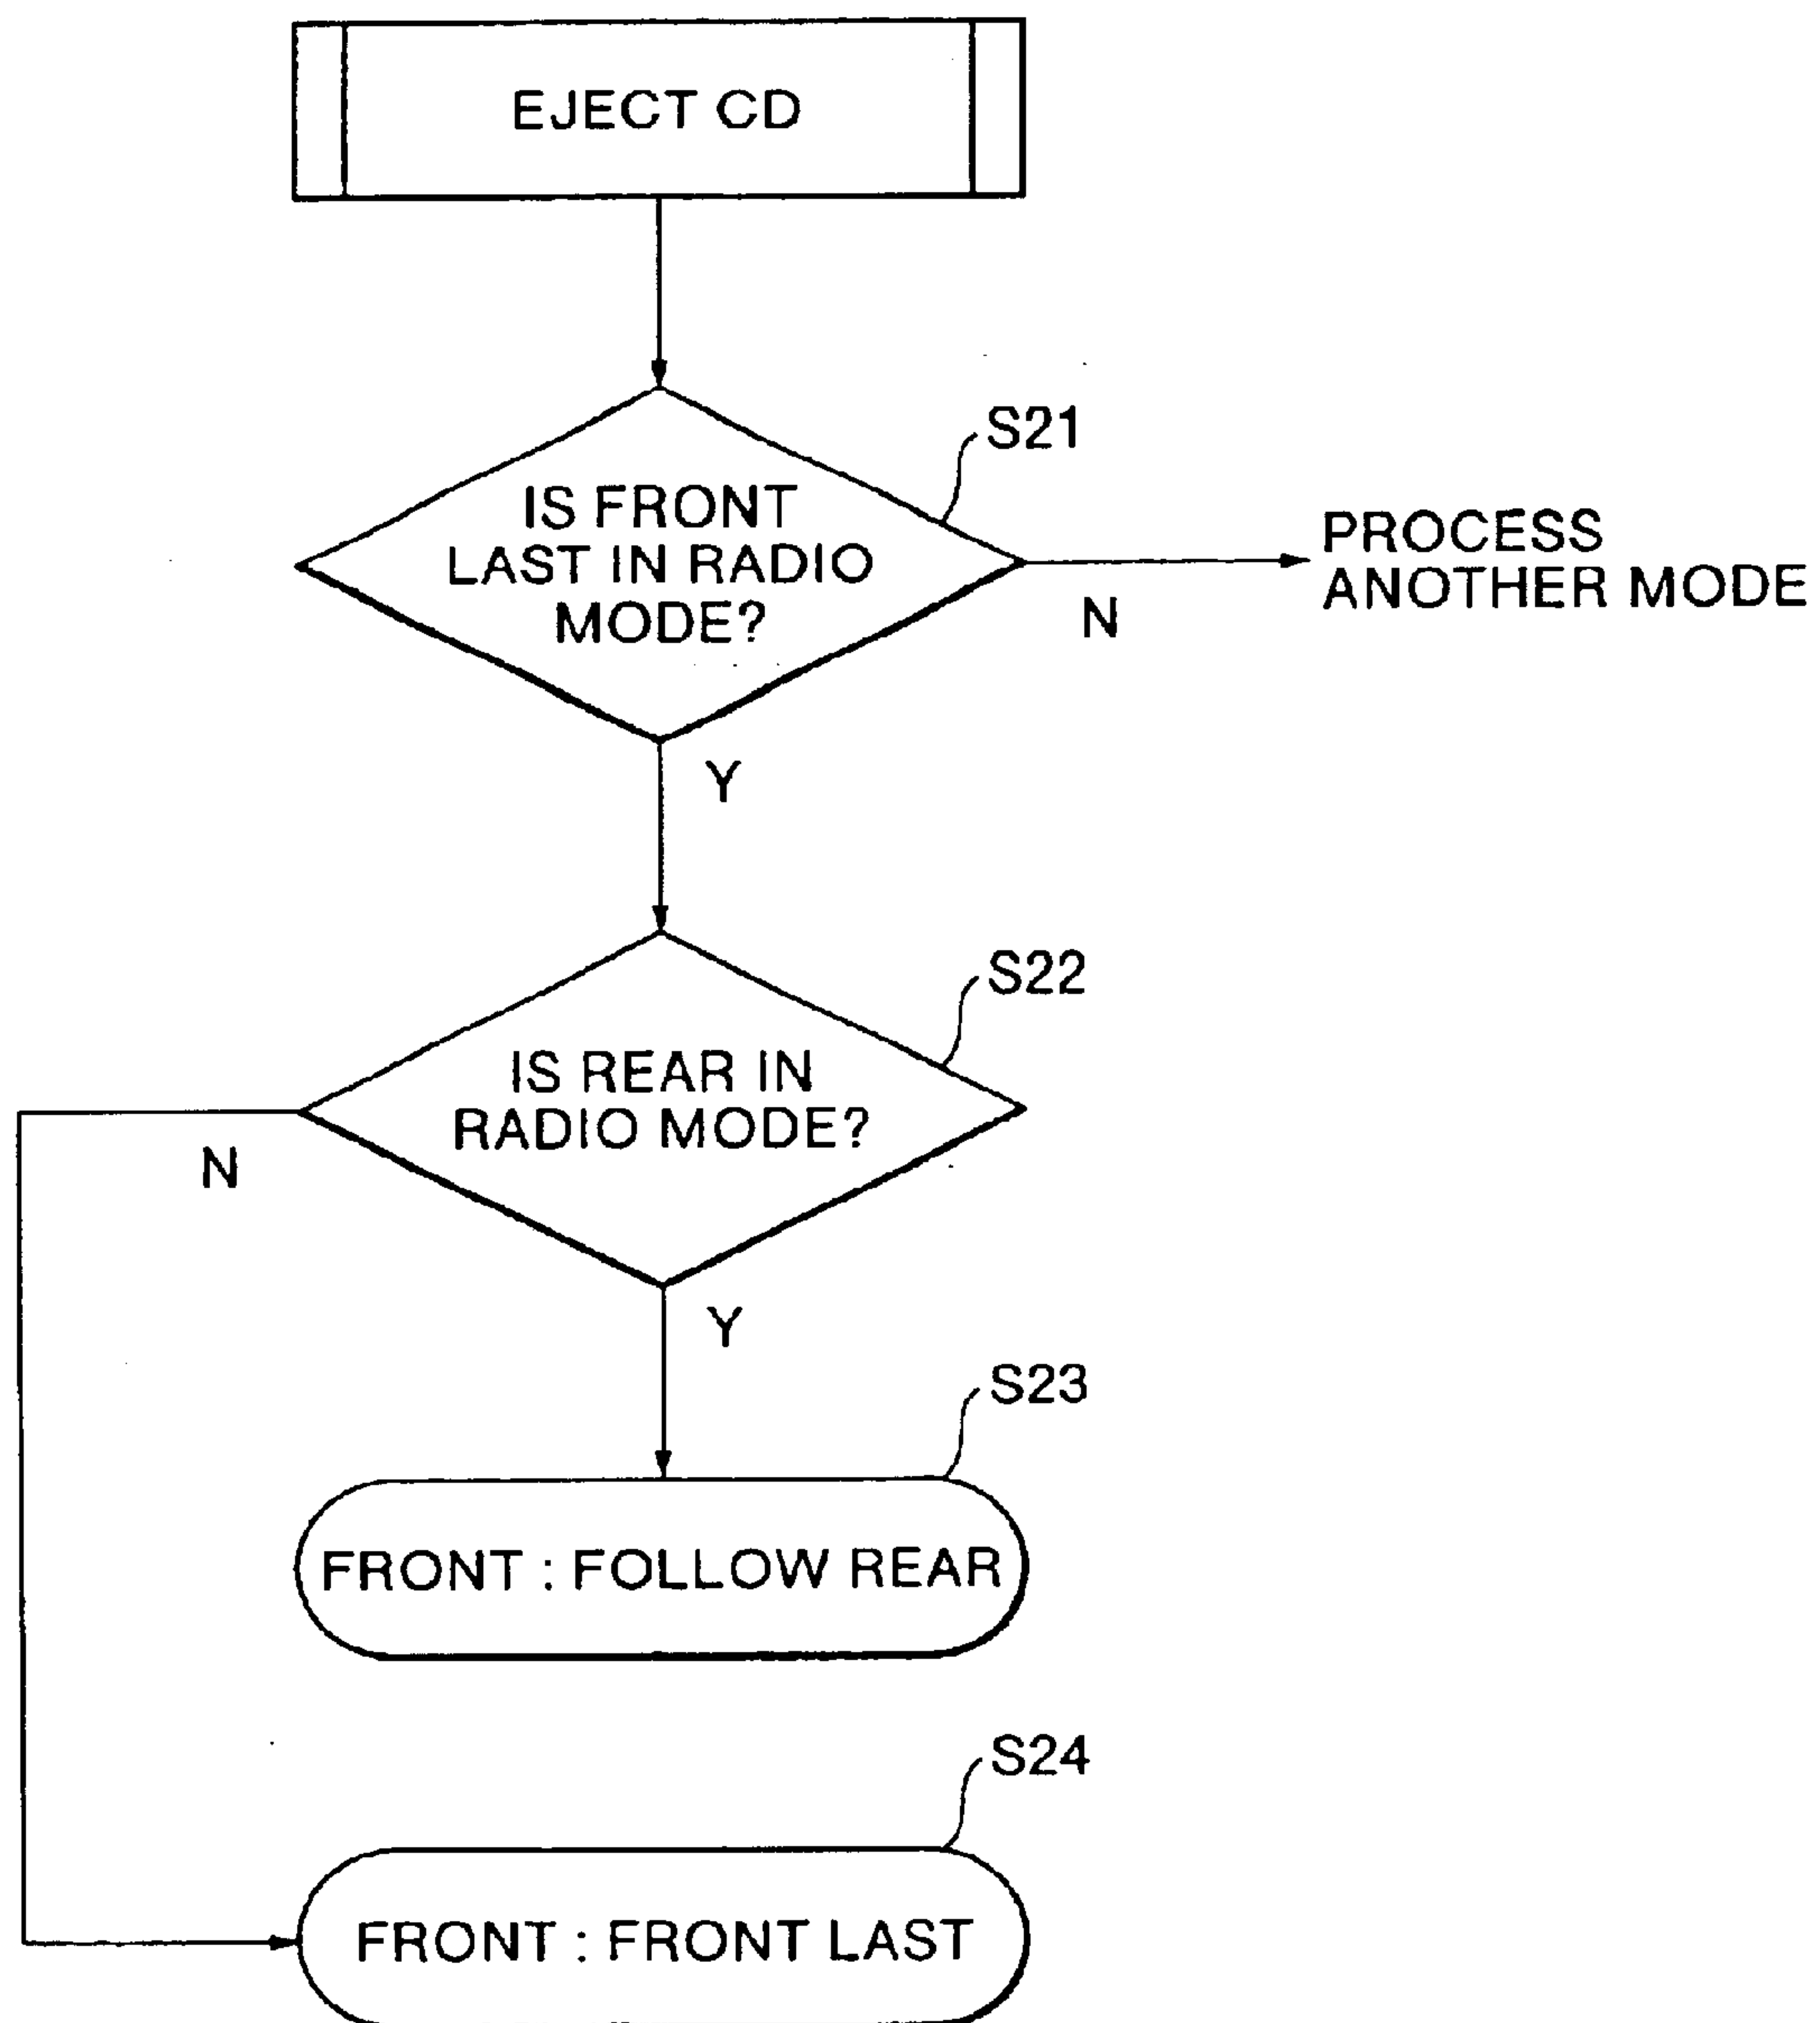 EJECT CD
S21
IS FRONT
LAST IN RADIO
MODE?
PROCESS
ANOTHER MODE
N
Y
S22
IS REAR IN
RADIO MODE?
N
Y
S23
FRONT : FOLLOW REAR
S24
FRONT : FRONT LAST